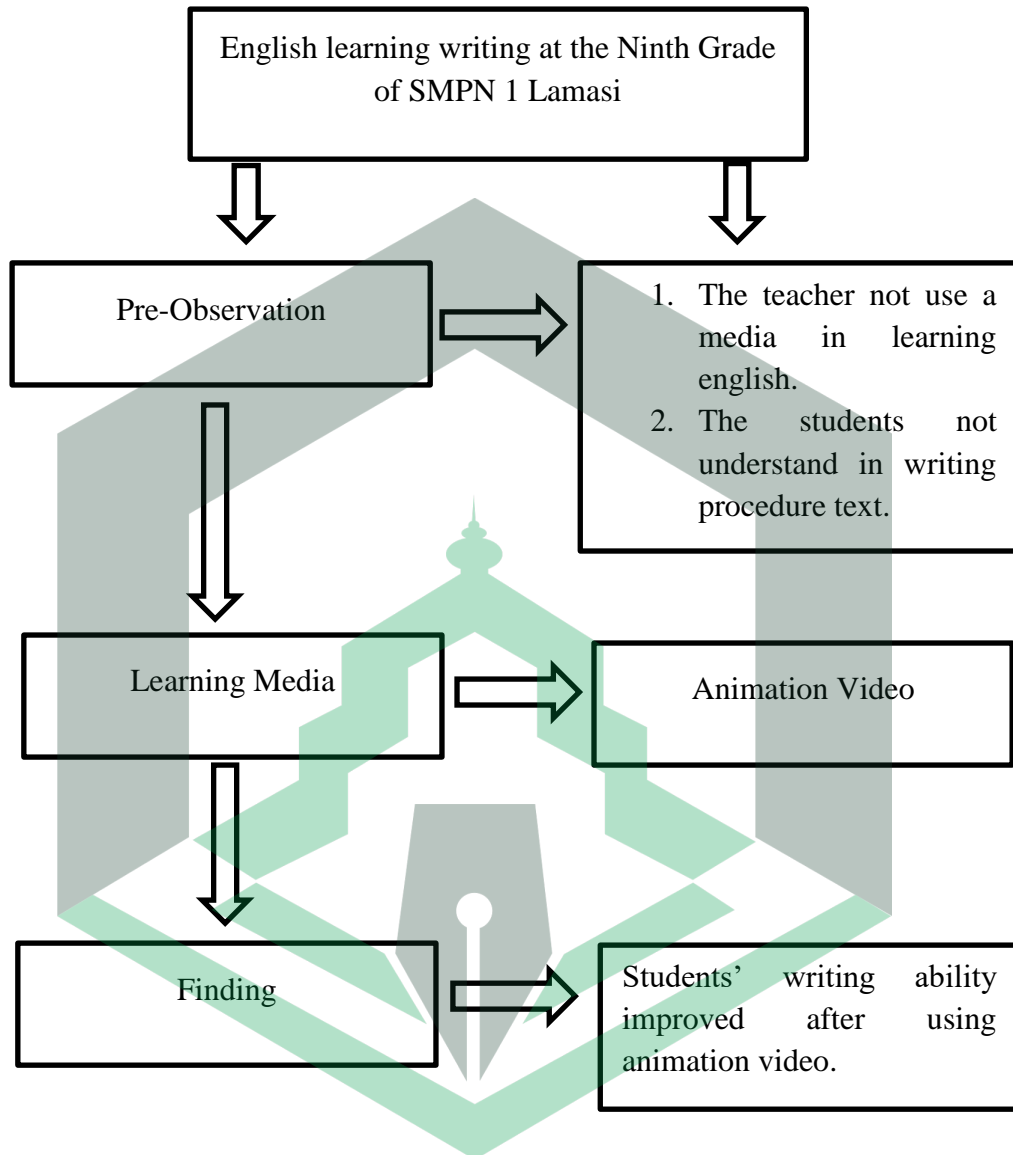 English learning writing at the Ninth Grade
of SMPN 1 Lamasi
Pre-Observation
1. The teacher not use a
media in learning
english.
2. The students not
understand in writing
procedure text.
Learning Media
Animation Video
Finding
Students’ writing ability
improved after using
animation video.